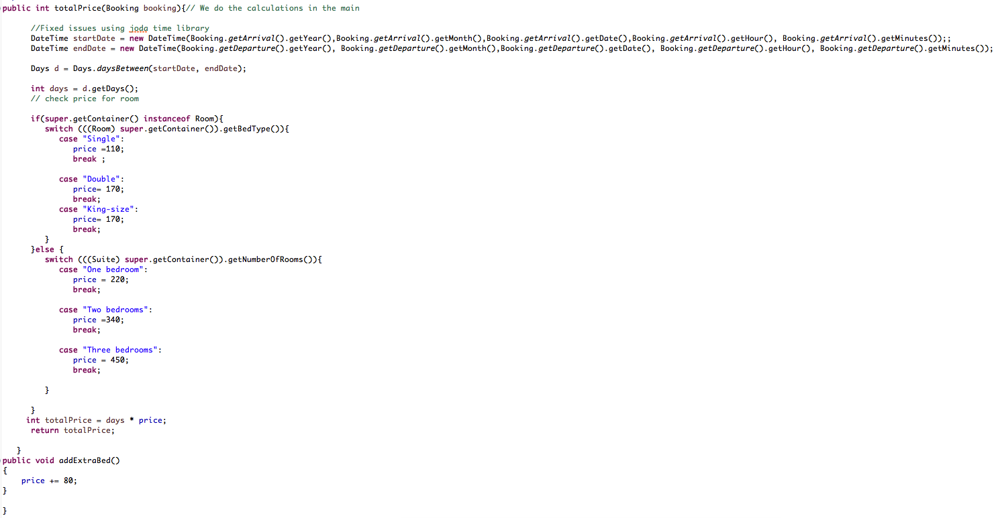 public int totalPrice(Booking booking){// We do the calculations in the main
//Fixed issues using joda time library
DateTime startDate = new DateTime(Booking.getArrival().getYear(),Booking.getArrival().getMonth(),Booking.getArrival().getDate(),Booking.getArrival().getHour(), Booking.getArrival().getMinutes());;
DateTime endDate = new DateTime(Booking.getDeparture().getYear(), Booking.getDeparture().getMonth(),Booking.getDeparture().getDate(), Booking.getDeparture().getHour(), Booking.getDeparture().getMinutes());
Days d = Days.daysBetween(startDate, endDate);
int days = d.getDays();
// check price for room
if(super.getContainer() instanceof Room){
switch (((Room) super.getContainer()).getBedType()){
case "Single":
price =110;
break ;
case "Double":
price= 170;
break;
case "King-size":
price= 170;
break;
}
}else {
switch (((Suite) super.getContainer()).getNumberOfRooms()){
case "One bedroom":
price = 220;
break;
case "Two bedrooms":
price =340;
break;
case "Three bedrooms":
price = 450;
break;
}
}
int totalPrice = days * price;
return totalPrice;
}
public void addExtraBed()
{
price += 80;
}
}